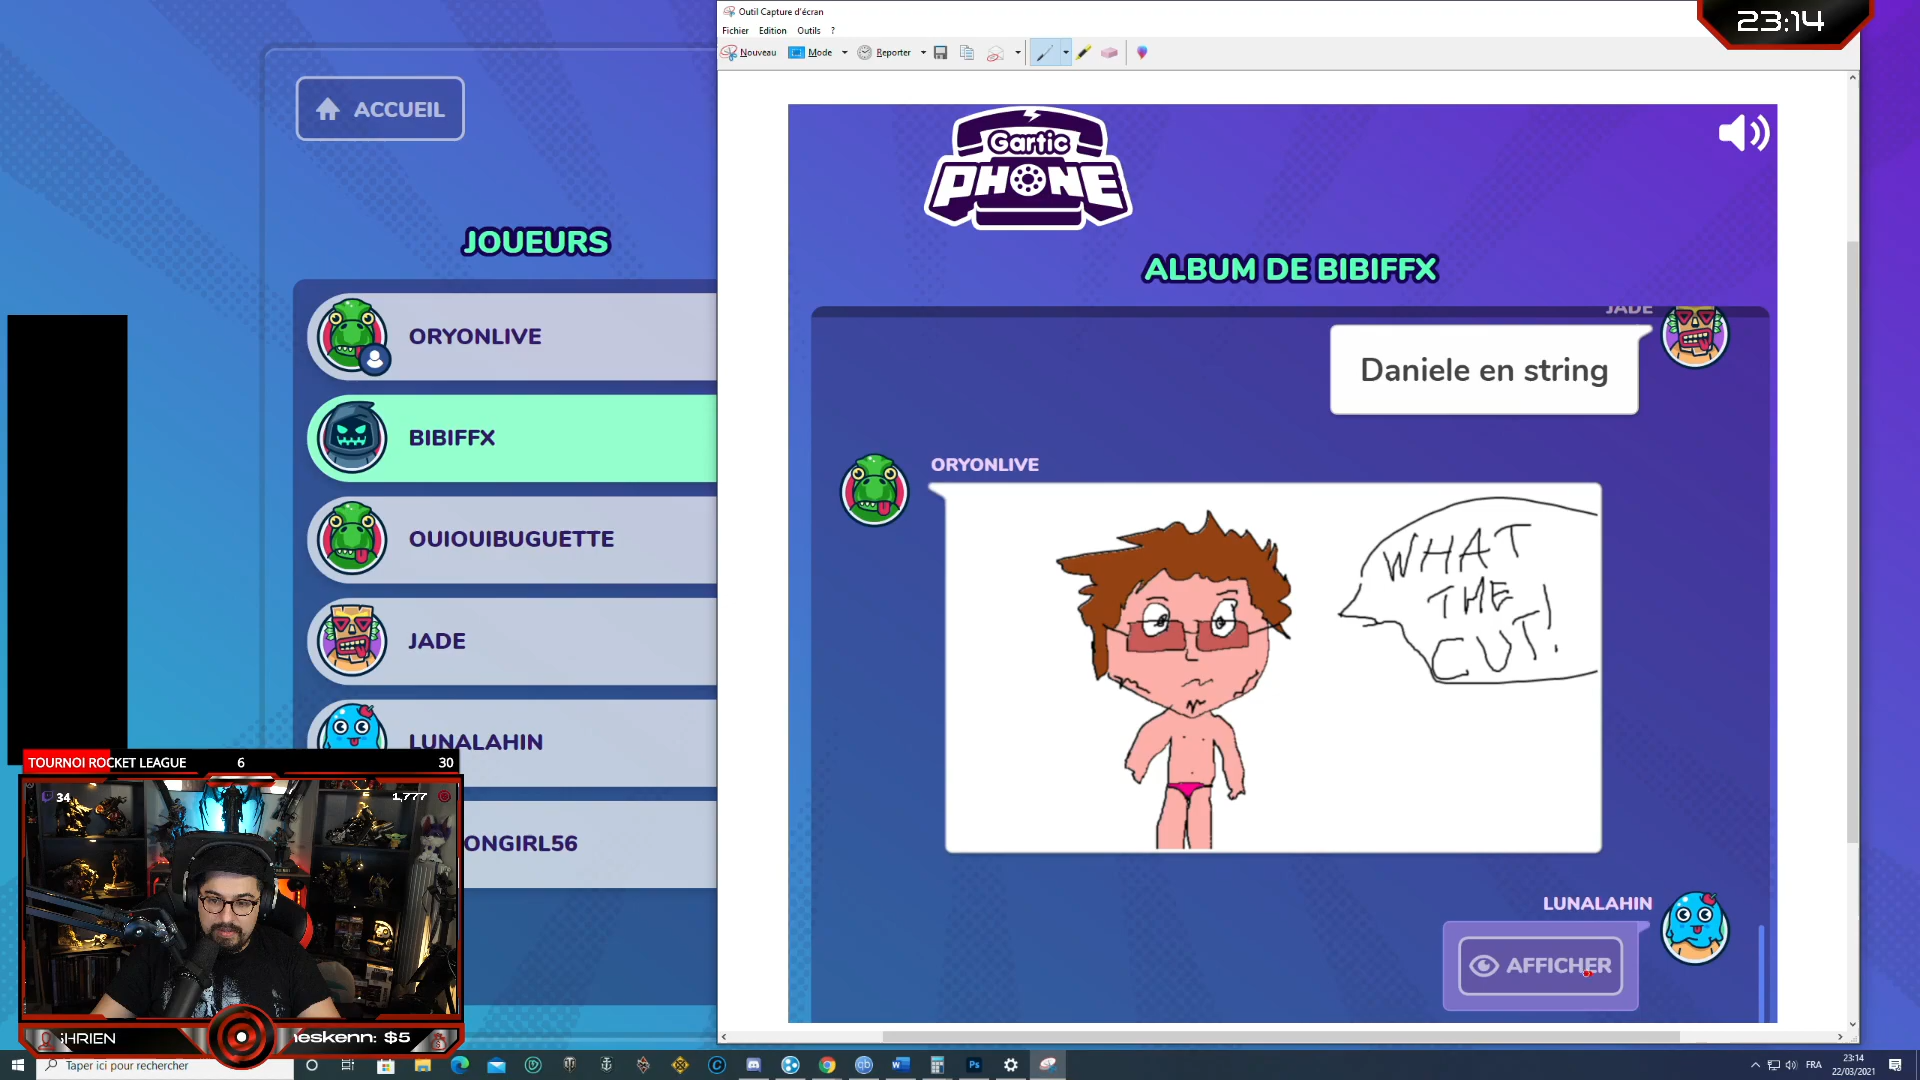 Outil Capture d'écran
Fichier Edition Outils ?
Nouveau Mode Reporter
23:14
ACCUEIL
Gartic
PHONE
JOUEURS
ORYONLIVE
BIBIFFX
OUIOUIBUGUETTE
JADE
LUNALAHIN
ONGIRL56
ALBUM DE BIBIFFX
JADE
Daniele en string
ORYONLIVE
WHAT
THE
CUT!
LUNALAHIN
AFFICHER
TOURNOI ROCKET LEAGUE 6 30
34
1,777
HRIEN
eskenn: $5
Taper ici pour rechercher
FRA
23:14
22/03/2021